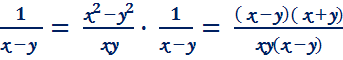 1/(x−y) = (x²−y²)/(xy) · 1/(x−y) = ((x−y)(x+y))/(xy(x−y))